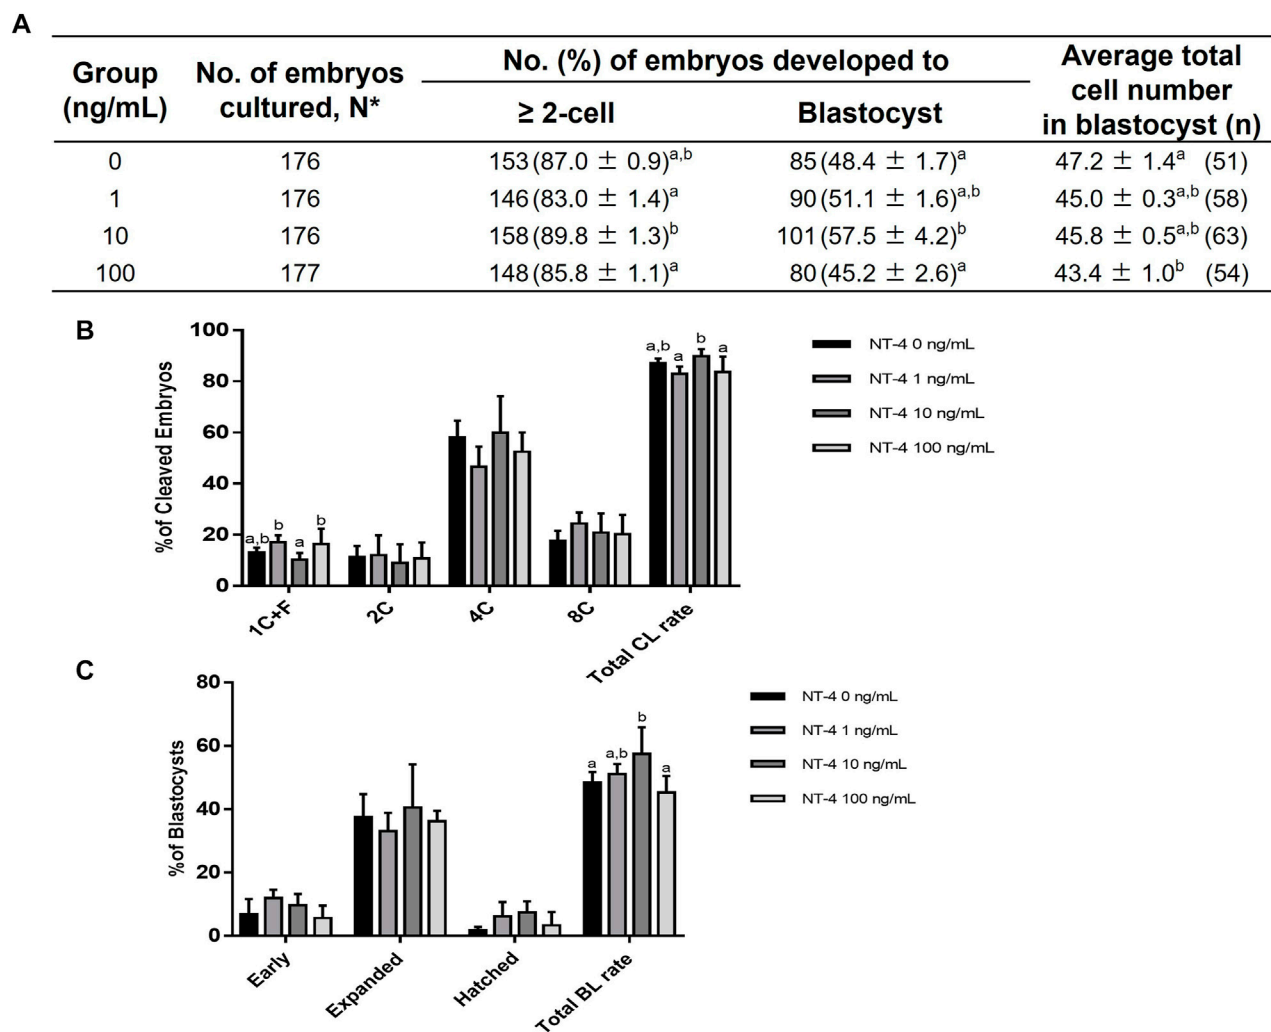 A
Group (ng/mL) No. of embryos cultured, N* No. (%) of embryos developed to Average total cell number in blastocyst (n)
≥ 2-cell Blastocyst
0 176 153 (87.0 ± 0.9)a,b 85 (48.4 ± 1.7)a 47.2 ± 1.4a (51)
1 176 146 (83.0 ± 1.4)a 90 (51.1 ± 1.6)a,b 45.0 ± 0.3a,b (58)
10 176 158 (89.8 ± 1.3)b 101 (57.5 ± 4.2)b 45.8 ± 0.5a,b (63)
100 177 148 (85.8 ± 1.1)a 80 (45.2 ± 2.6)a 43.4 ± 1.0b (54)
B
%of Cleaved Embryos
100
80
60
40
20
0
a,b b a b
a,b a b a
1C+F 2C 4C 8C Total CL rate
NT-4 0 ng/mL
NT-4 1 ng/mL
NT-4 10 ng/mL
NT-4 100 ng/mL
C
%of Blastocysts
80
60
40
20
0
a a,b b a
Early Expanded Hatched Total BL rate
NT-4 0 ng/mL
NT-4 1 ng/mL
NT-4 10 ng/mL
NT-4 100 ng/mL